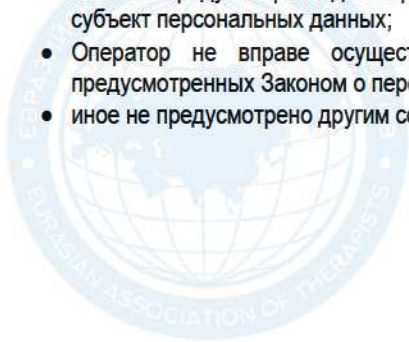 субъект персональных данных;
● Оператор не вправе осущест
предусмотренных Законом о пер
● иное не предусмотрено другим с
EURASIAN ASSOCIATION OF THERAPISTS